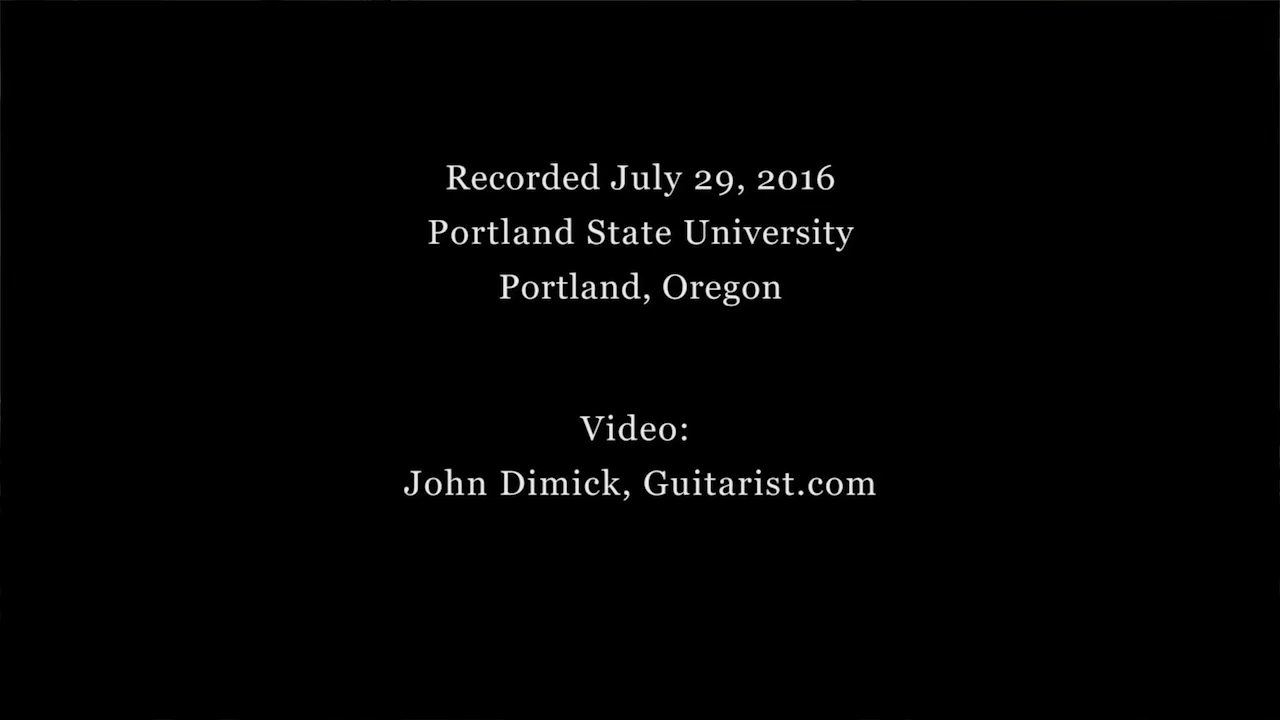 Recorded July 29, 2016
Portland State University
Portland, Oregon
Video:
John Dimick, Guitarist.com